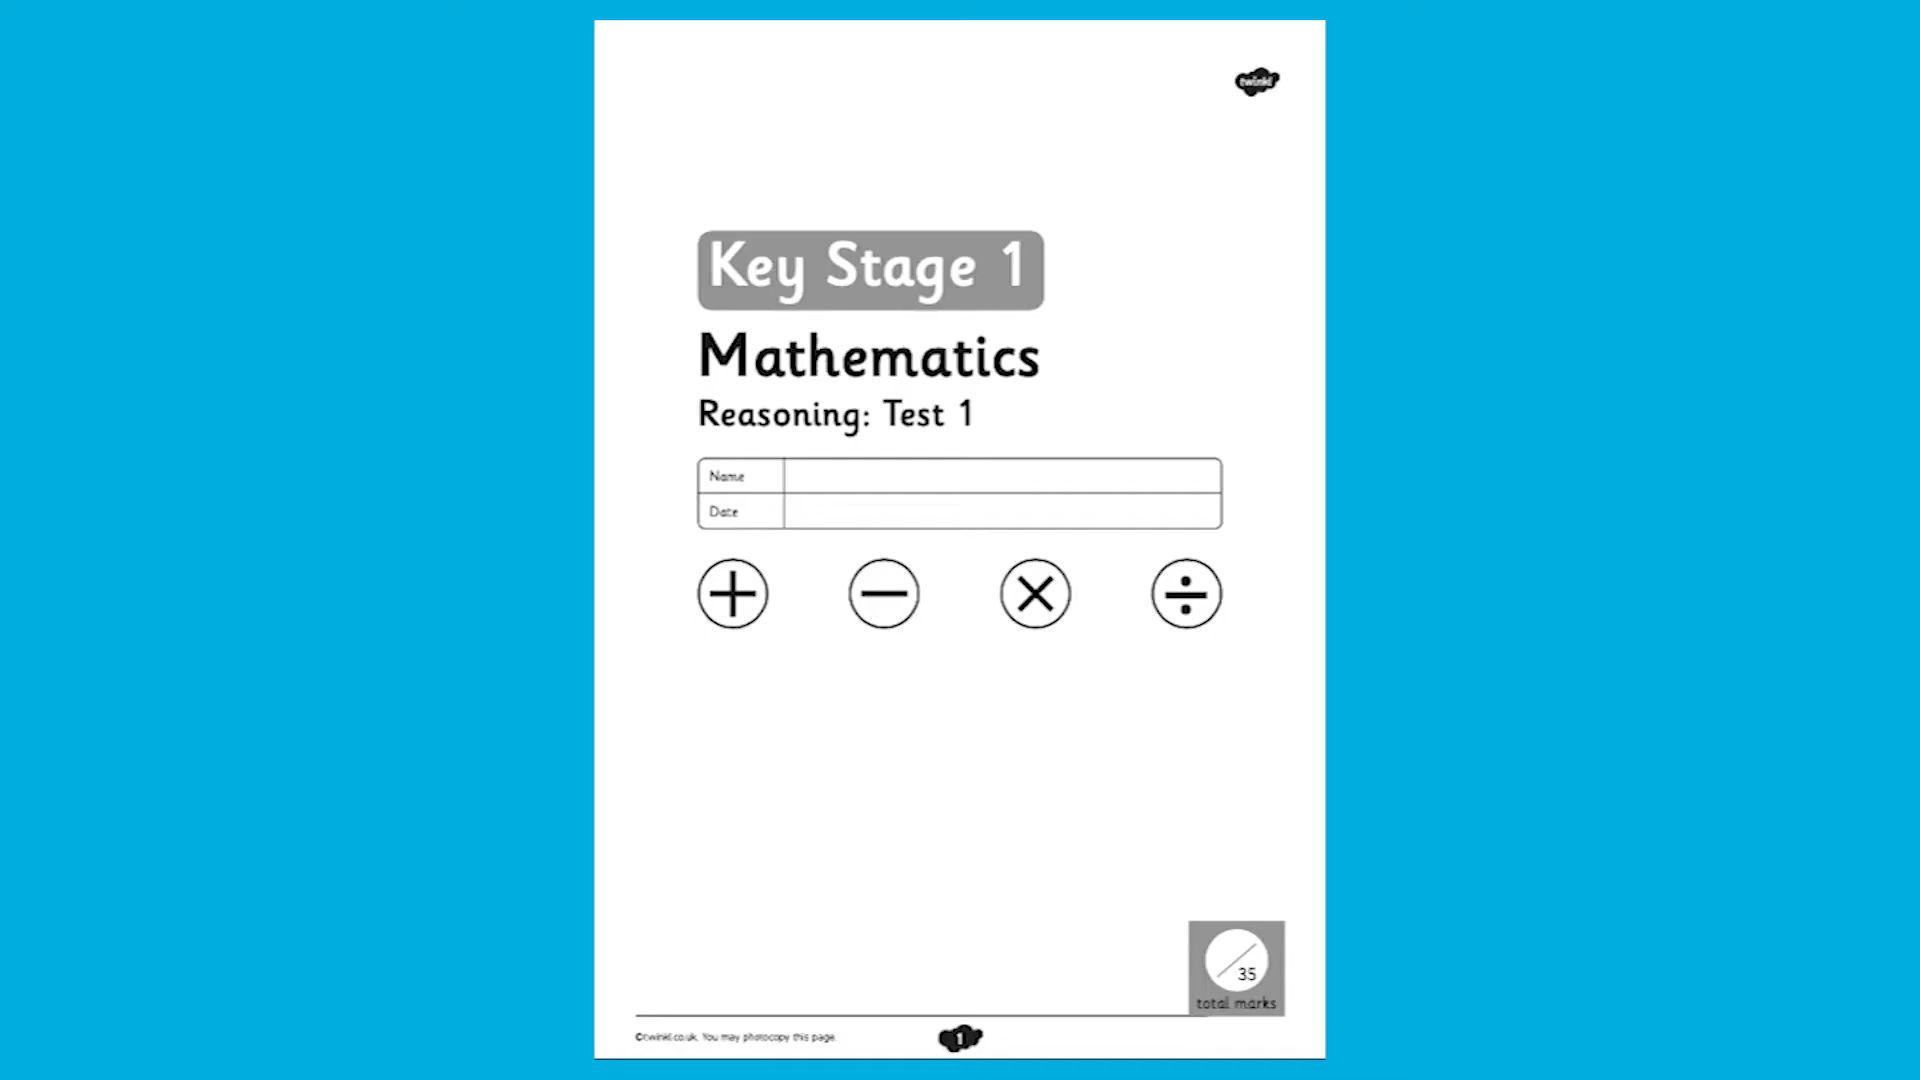 twinkl
Key Stage 1
Mathematics
Reasoning: Test 1
Name
Date
+ − × ÷
35
total marks
©twinkl.co.uk. You may photocopy this page.
1